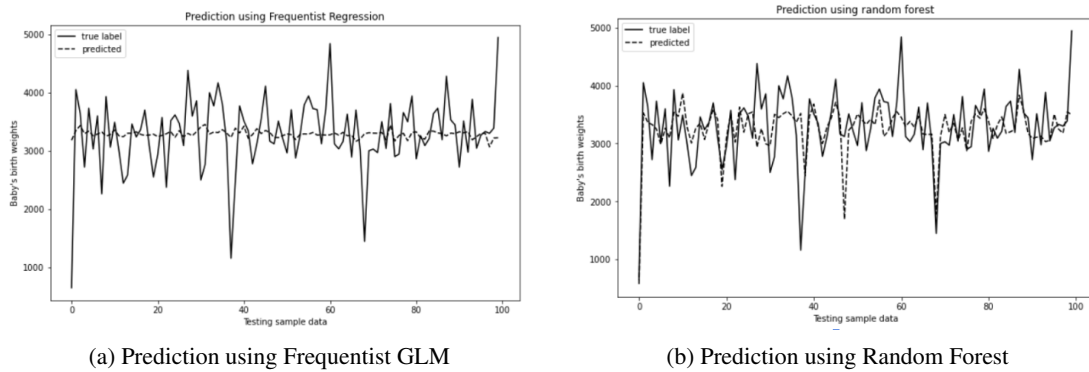 Prediction using Frequentist Regression
true label
predicted
5000
4000
3000
2000
1000
Baby's birth weights
0
20
40
60
80
100
Testing sample data
(a) Prediction using Frequentist GLM
Prediction using random forest
true label
predicted
5000
4000
3000
2000
1000
Baby's birth weights
0
20
40
60
80
100
Testing sample data
(b) Prediction using Random Forest